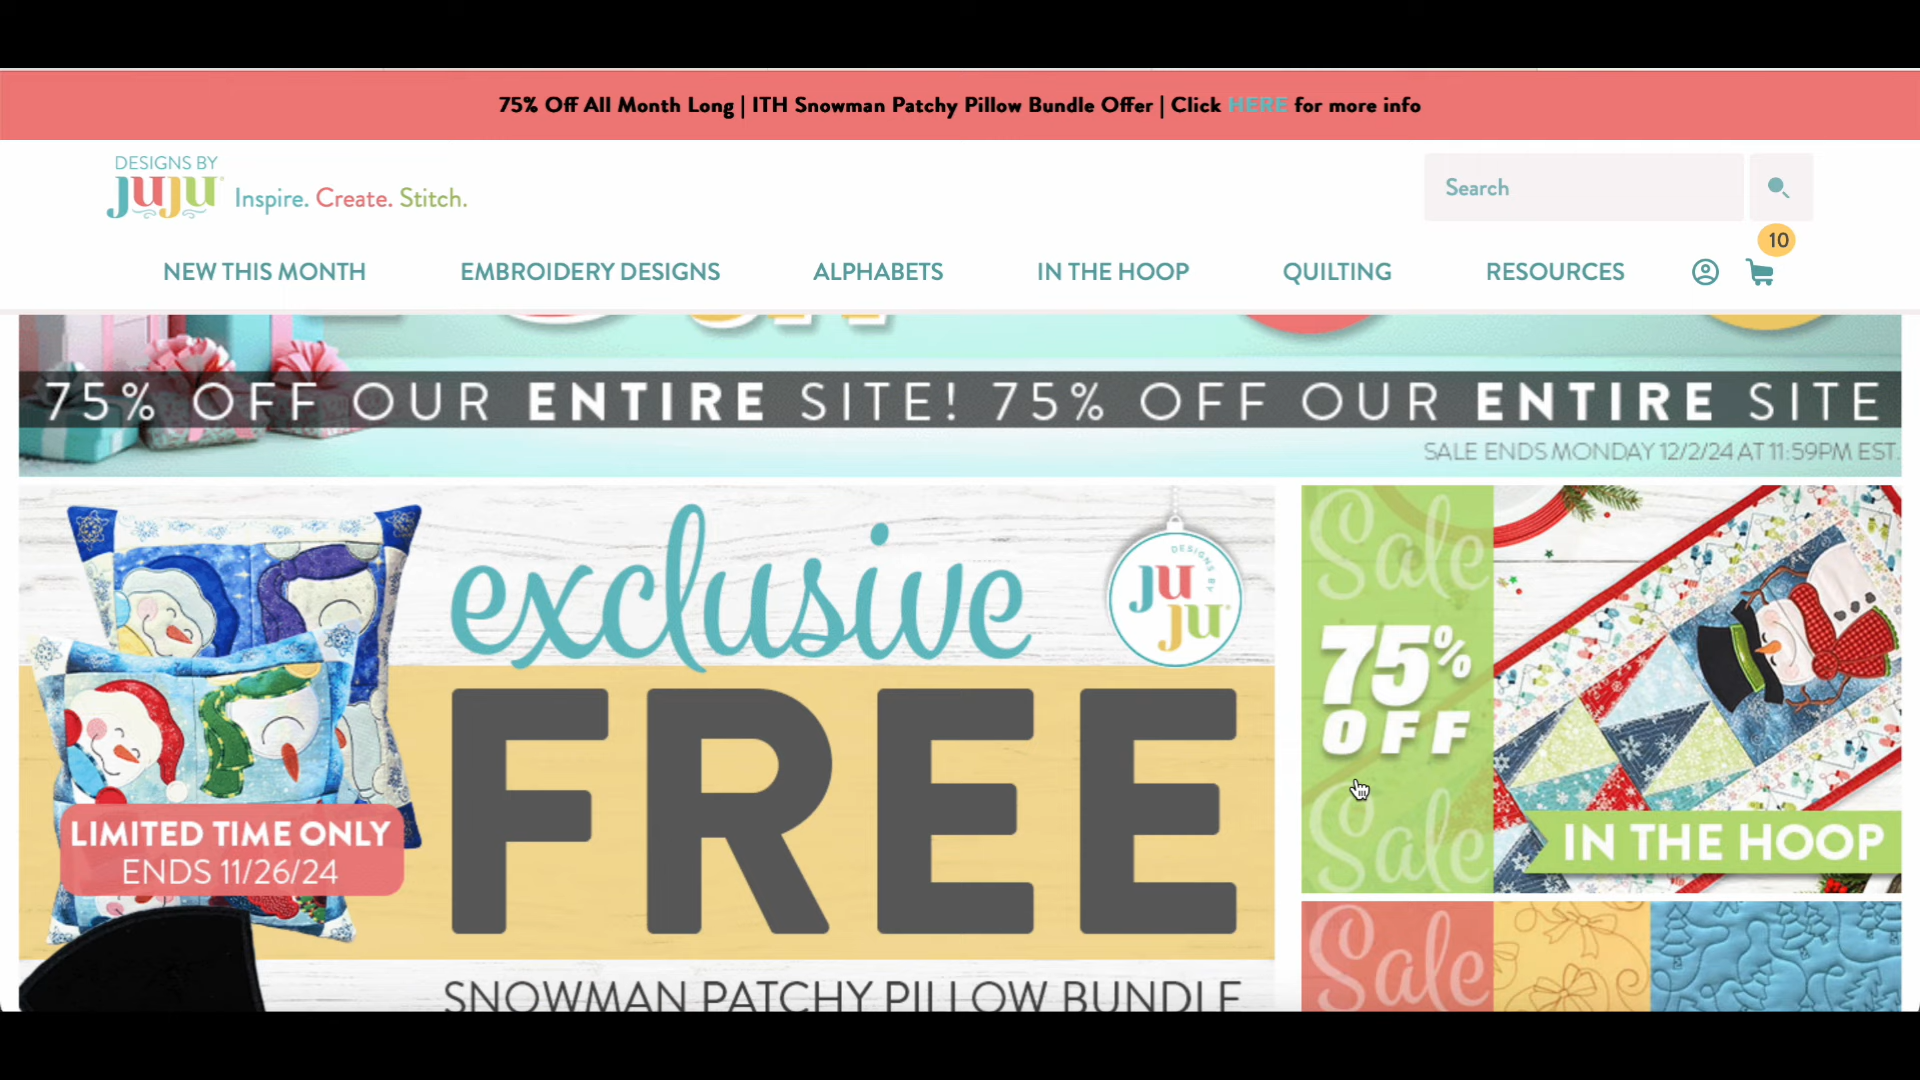 75% Off All Month Long | ITH Snowman Patchy Pillow Bundle Offer | Click HERE for more info
DESIGNS BY
JUJU
Inspire. Create. Stitch.
Search
10
NEW THIS MONTH
EMBROIDERY DESIGNS
ALPHABETS
IN THE HOOP
QUILTING
RESOURCES
75% OFF OUR ENTIRE SITE! 75% OFF OUR ENTIRE SITE
SALE ENDS MONDAY 12/2/24 AT 11:59PM EST.
exclusive
DESIGNS BY
JUJU
FREE
LIMITED TIME ONLY
ENDS 11/26/24
SNOWMAN PATCHY PILLOW BUNDLE
Sale
75%
OFF
Sale
IN THE HOOP
Sale